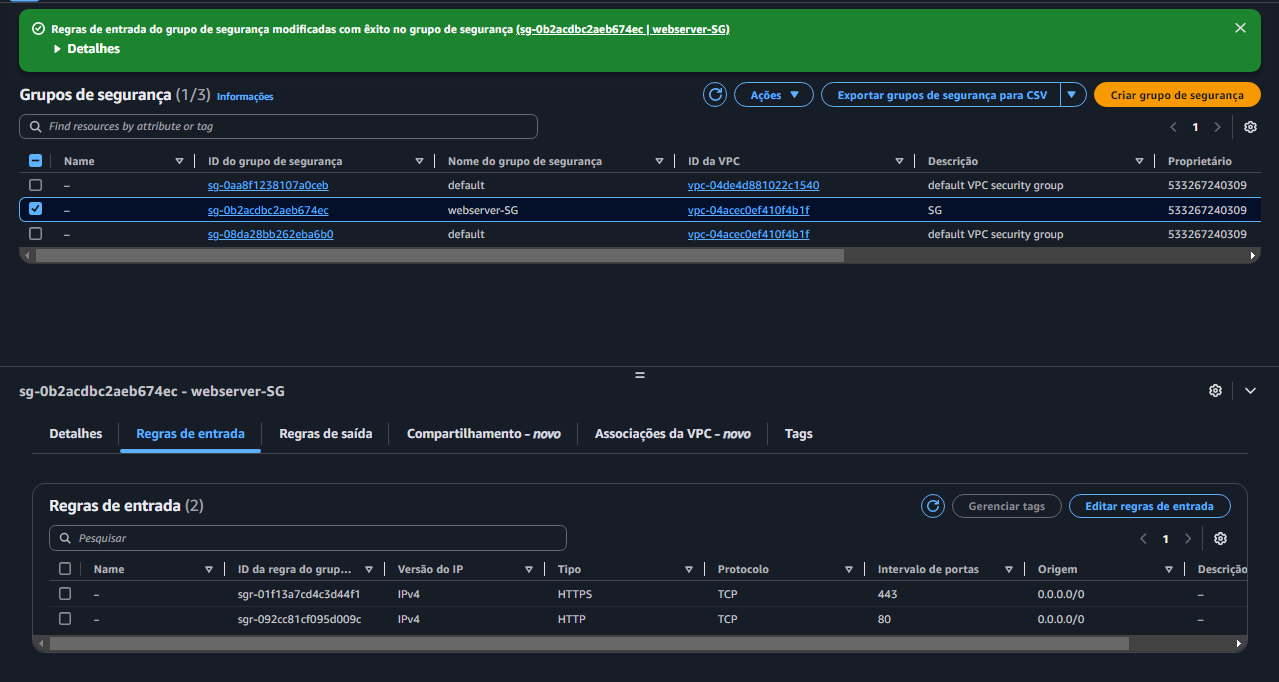 Regras de entrada do grupo de segurança modificadas com êxito no grupo de segurança (sg-0b2acdbc2aeb674ec | webserver-SG)
Detalhes
Grupos de segurança (1/3) Informações Ações Exportar grupos de segurança para CSV Criar grupo de segurança
Find resources by attribute or tag 1
Name ID do grupo de segurança Nome do grupo de segurança ID da VPC Descrição Proprietário
– sg-0aa8f1238107a0ceb default vpc-04de4d881022c1540 default VPC security group 533267240309
– sg-0b2acdbc2aeb674ec webserver-SG vpc-04acec0ef410f4b1f SG 533267240309
– sg-08da28bb262eba6b0 default vpc-04acec0ef410f4b1f default VPC security group 533267240309
sg-0b2acdbc2aeb674ec - webserver-SG
Detalhes Regras de entrada Regras de saída Compartilhamento - novo Associações da VPC - novo Tags
Regras de entrada (2) Gerenciar tags Editar regras de entrada
Pesquisar 1
Name ID da regra do grup... Versão do IP Tipo Protocolo Intervalo de portas Origem Descrição
– sgr-01f13a7cd4c3d44f1 IPv4 HTTPS TCP 443 0.0.0.0/0 –
– sgr-092cc81cf095d009c IPv4 HTTP TCP 80 0.0.0.0/0 –